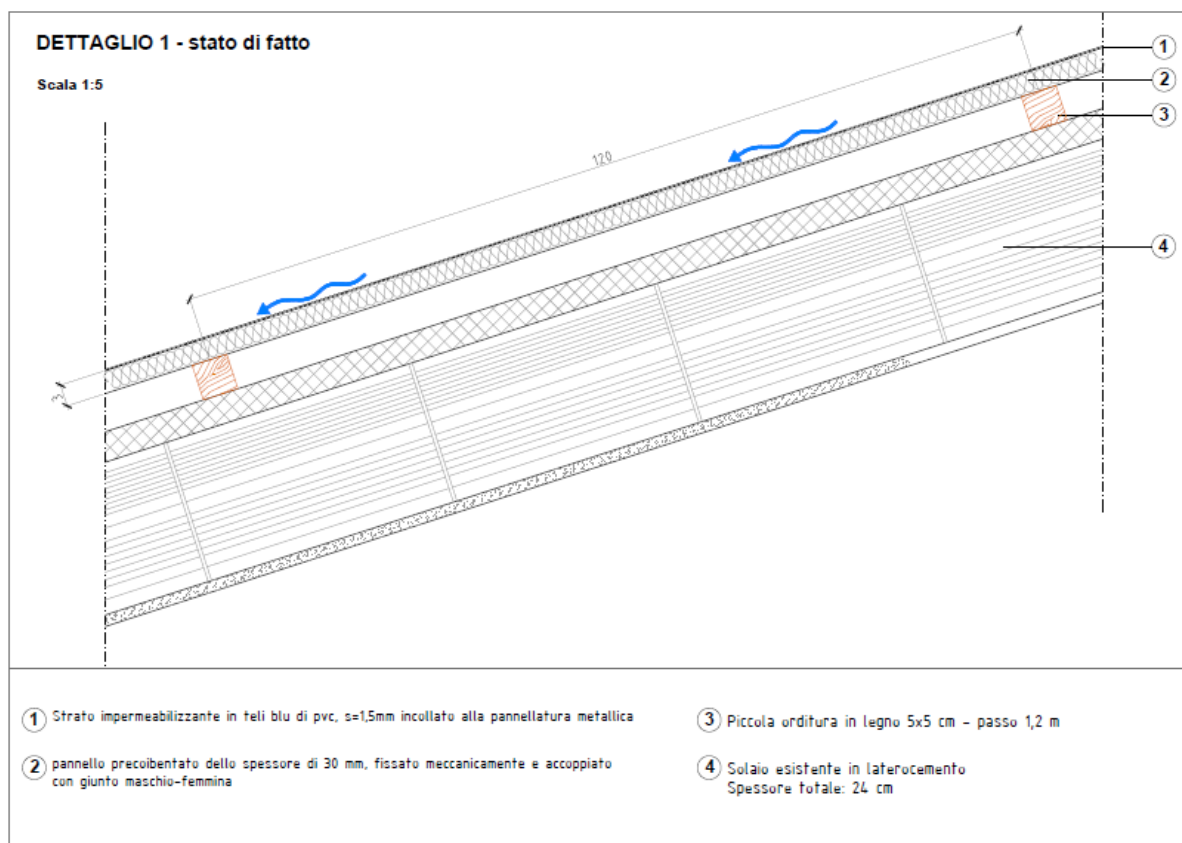 DETTAGLIO 1 - stato di fatto
Scala 1:5
1
2
3
4
120
3
1 Strato impermeabilizzante in teli blu di pvc, s=1,5mm incollato alla pannellatura metallica
2 pannello precoibentato dello spessore di 30 mm, fissato meccanicamente e accoppiato
con giunto maschio-femmina
3 Piccola orditura in legno 5x5 cm - passo 1,2 m
4 Solaio esistente in laterocemento
Spessore totale: 24 cm